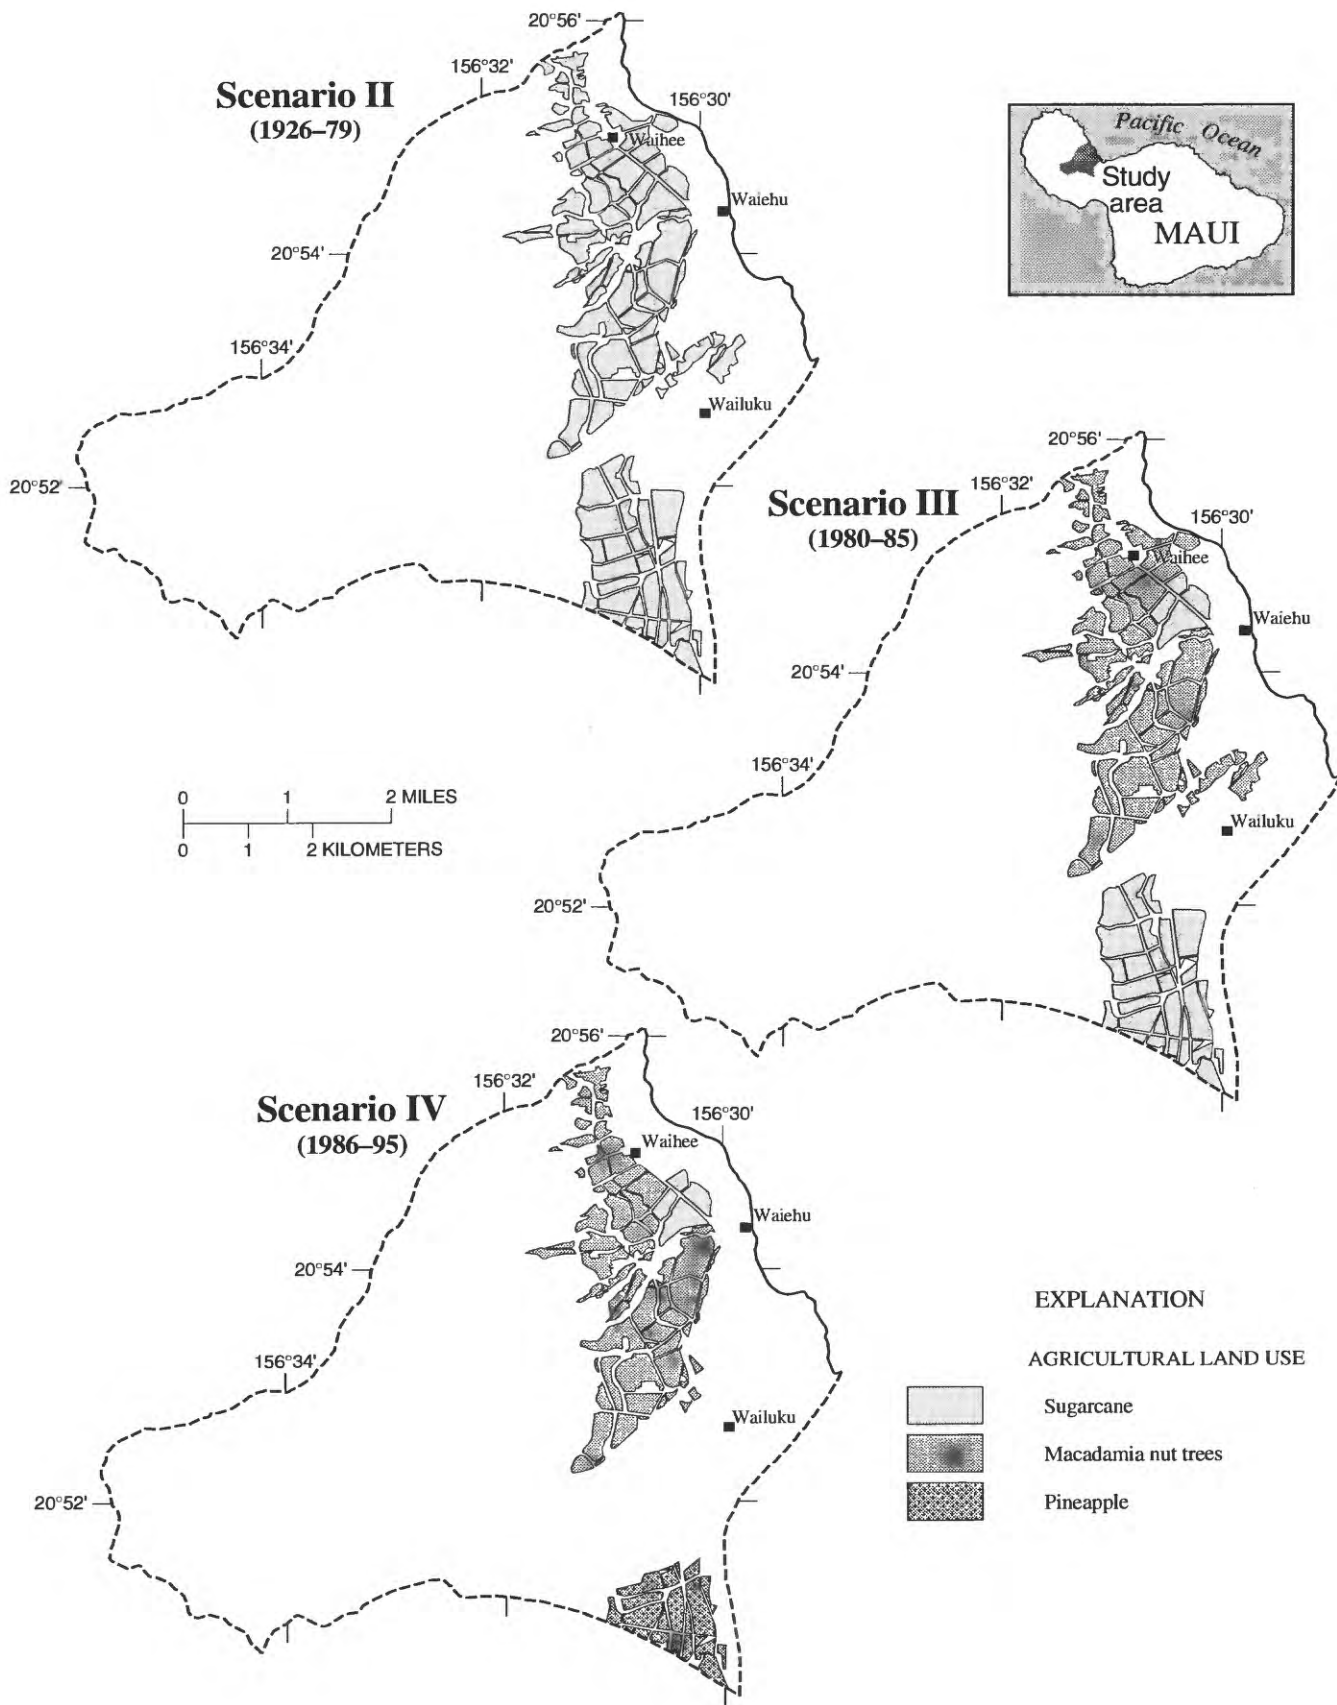 Scenario II
(1926–79)
20°56'
156°32'
156°30'
Waihee
Waiehu
20°54'
156°34'
Wailuku
20°52'
Pacific Ocean
Study
area
MAUI
Scenario III
(1980–85)
20°56'
156°32'
156°30'
Waihee
Waiehu
20°54'
156°34'
Wailuku
20°52'
0 1 2 MILES
0 1 2 KILOMETERS
Scenario IV
(1986–95)
20°56'
156°32'
156°30'
Waihee
Waiehu
20°54'
156°34'
Wailuku
20°52'
EXPLANATION
AGRICULTURAL LAND USE
Sugarcane
Macadamia nut trees
Pineapple